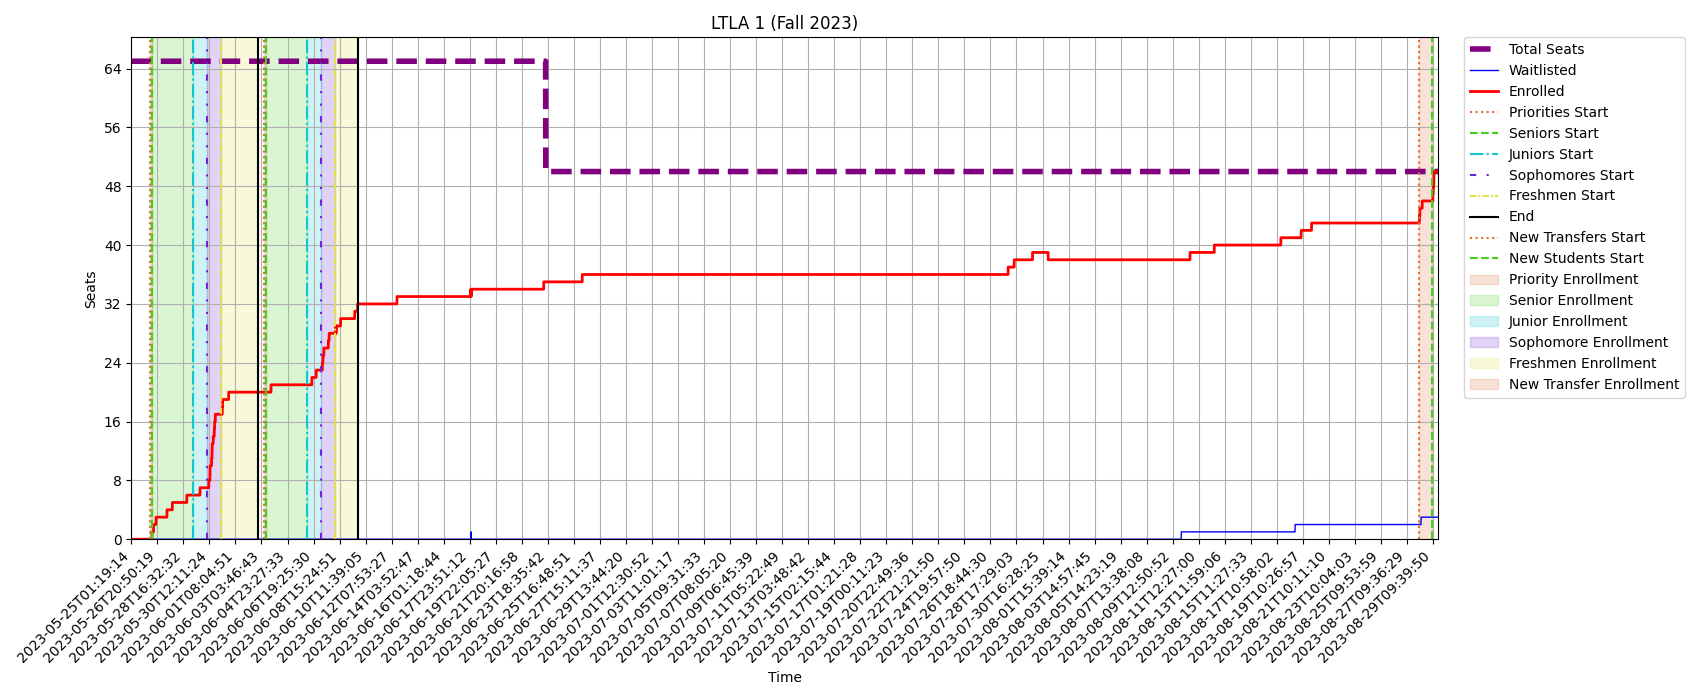 LTLA 1 (Fall 2023)
Seats
64
56
48
40
32
24
16
8
0
2023-05-25T01:19:14
2023-05-26T20:50:19
2023-05-28T16:32:32
2023-05-30T12:11:24
2023-06-01T08:04:51
2023-06-03T03:46:43
2023-06-04T23:27:33
2023-06-06T19:25:30
2023-06-08T15:24:51
2023-06-10T11:39:05
2023-06-12T07:53:27
2023-06-14T03:52:47
2023-06-16T01:18:44
2023-06-17T23:51:12
2023-06-19T22:05:27
2023-06-21T20:16:58
2023-06-23T18:35:42
2023-06-25T16:48:51
2023-06-27T15:11:37
2023-06-29T13:44:20
2023-07-01T12:30:52
2023-07-03T11:01:17
2023-07-05T09:31:33
2023-07-07T08:05:20
2023-07-09T06:45:39
2023-07-11T05:22:49
2023-07-13T03:48:42
2023-07-15T02:15:44
2023-07-17T01:21:28
2023-07-19T00:11:23
2023-07-20T22:49:36
2023-07-22T21:21:50
2023-07-24T19:57:50
2023-07-26T18:44:30
2023-07-28T17:29:03
2023-07-30T16:28:25
2023-08-01T15:39:14
2023-08-03T14:57:45
2023-08-05T14:23:19
2023-08-07T13:38:08
2023-08-09T12:50:52
2023-08-11T12:27:00
2023-08-13T11:59:06
2023-08-15T11:27:33
2023-08-17T10:58:02
2023-08-19T10:26:57
2023-08-21T10:11:10
2023-08-23T10:04:03
2023-08-25T09:53:59
2023-08-27T09:36:29
2023-08-29T09:39:50
Time
Total Seats
Waitlisted
Enrolled
Priorities Start
Seniors Start
Juniors Start
Sophomores Start
Freshmen Start
End
New Transfers Start
New Students Start
Priority Enrollment
Senior Enrollment
Junior Enrollment
Sophomore Enrollment
Freshmen Enrollment
New Transfer Enrollment